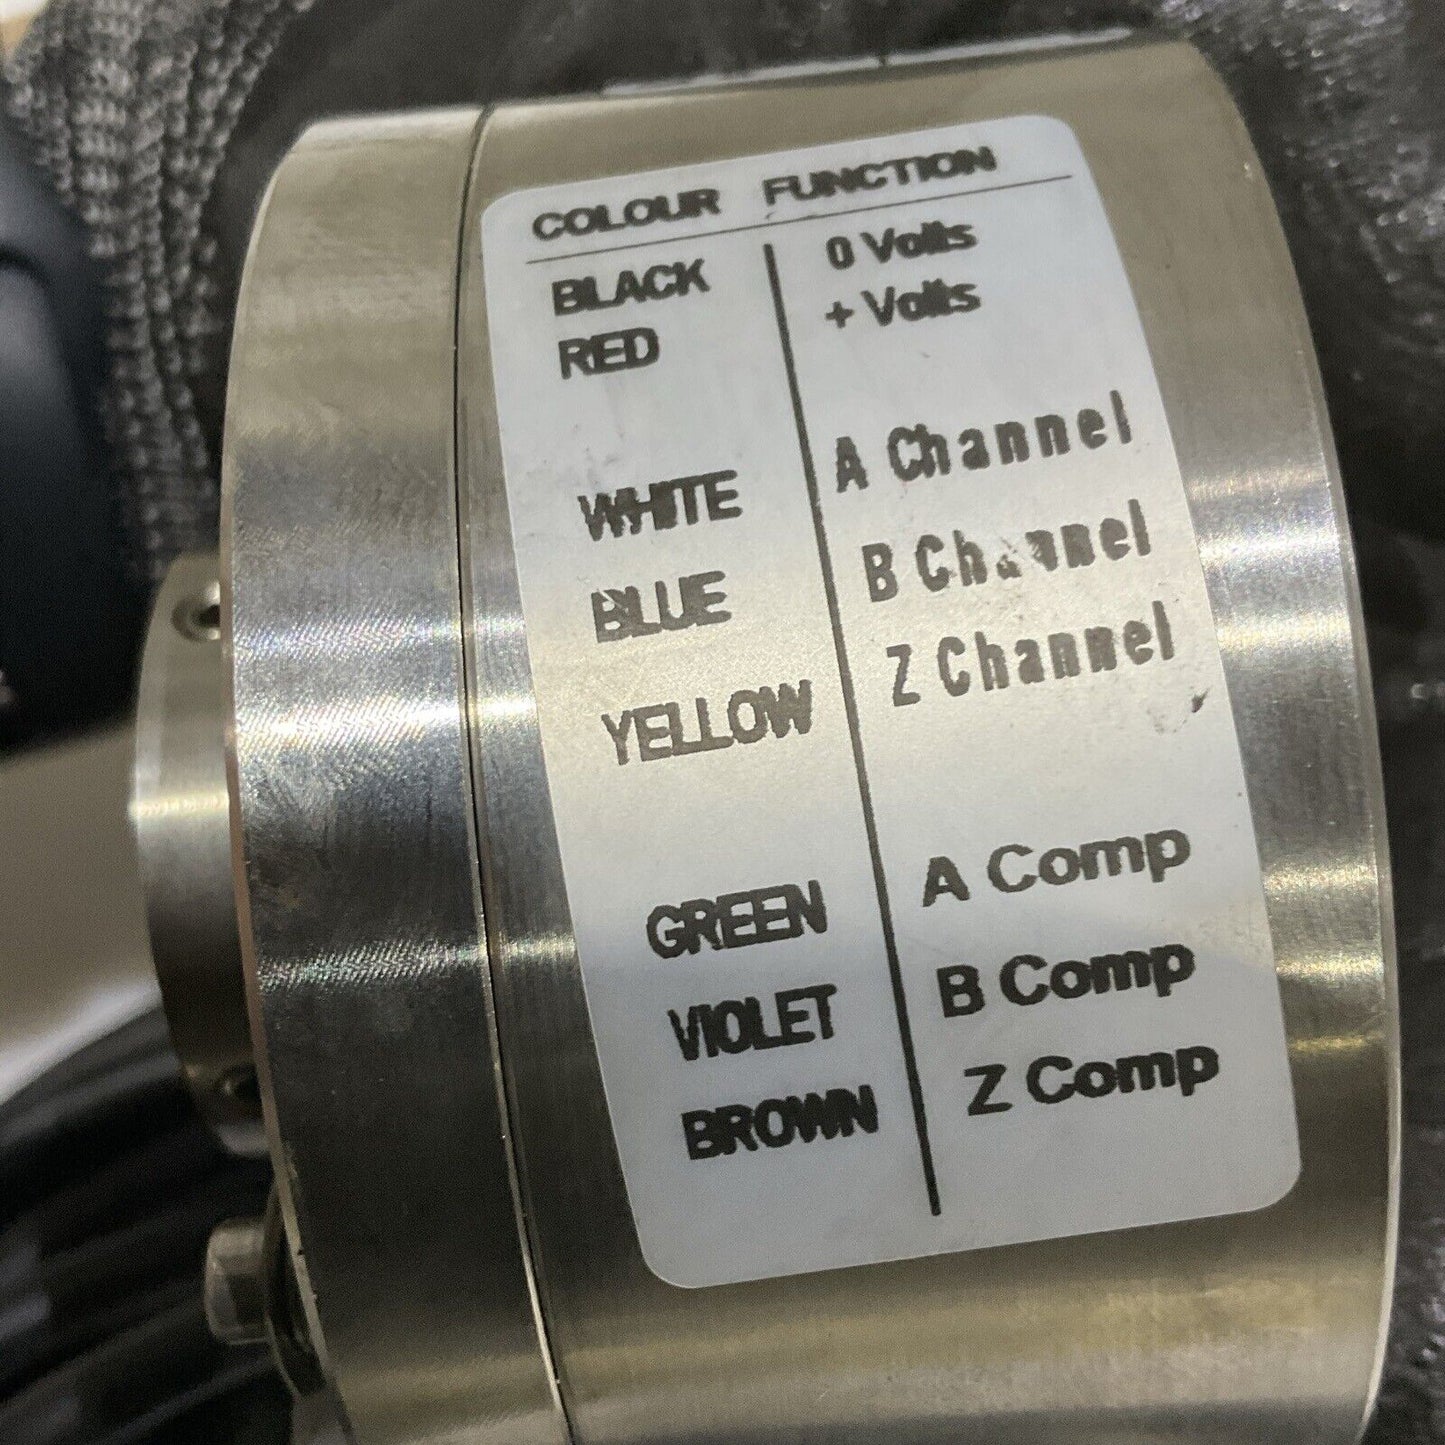 COLOUR FUNCTION
BLACK 0 Volts
RED + Volts
WHITE A Channel
BLUE B Channel
YELLOW Z Channel
GREEN A Comp
VIOLET B Comp
BROWN Z Comp